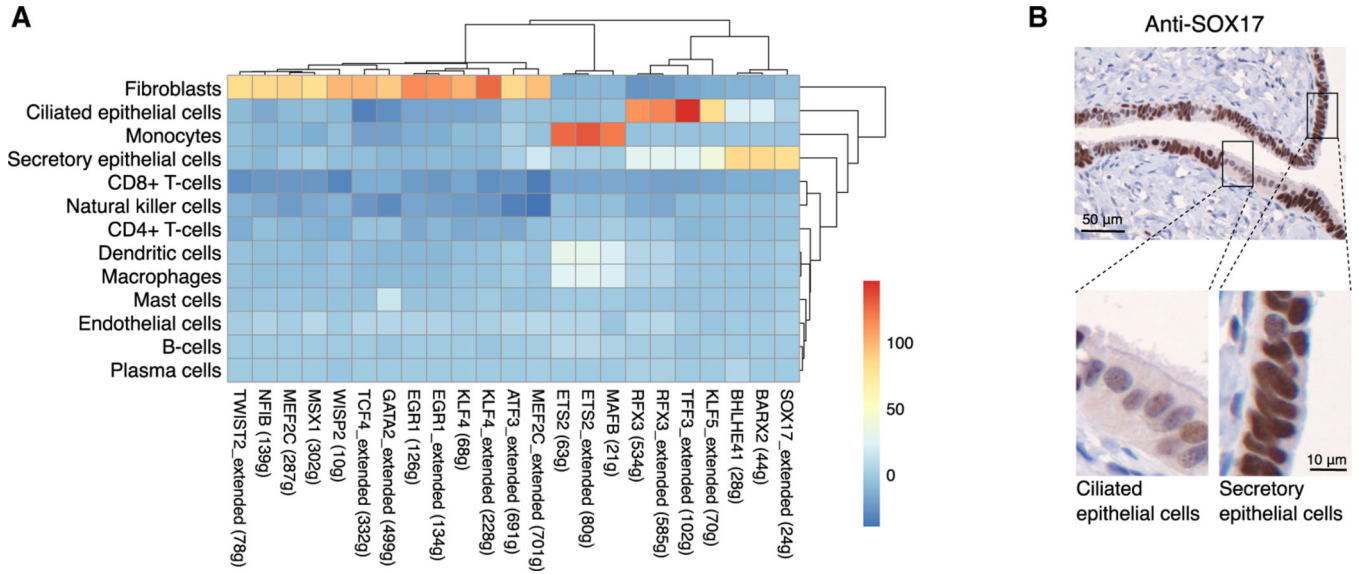 A
Fibroblasts
Ciliated epithelial cells
Monocytes
Secretory epithelial cells
CD8+ T-cells
Natural killer cells
CD4+ T-cells
Dendritic cells
Macrophages
Mast cells
Endothelial cells
B-cells
Plasma cells
TWIST2_extended (78g)
NFIB (139g)
MEF2C (287g)
MSX1 (302g)
WISP2 (10g)
TCF4_extended (332g)
GATA2_extended (499g)
EGR1 (126g)
EGR1_extended (134g)
KLF4 (68g)
KLF4_extended (228g)
ATF3_extended (691g)
MEF2C_extended (701g)
ETS2 (63g)
ETS2_extended (80g)
MAFB (21g)
RFX3 (534g)
RFX3_extended (585g)
TFF3_extended (102g)
KLF5_extended (70g)
BHLHE41 (28g)
BARX2 (44g)
SOX17_extended (24g)
100
50
0
B
Anti-SOX17
50 µm
10 µm
Ciliated
epithelial cells
Secretory
epithelial cells